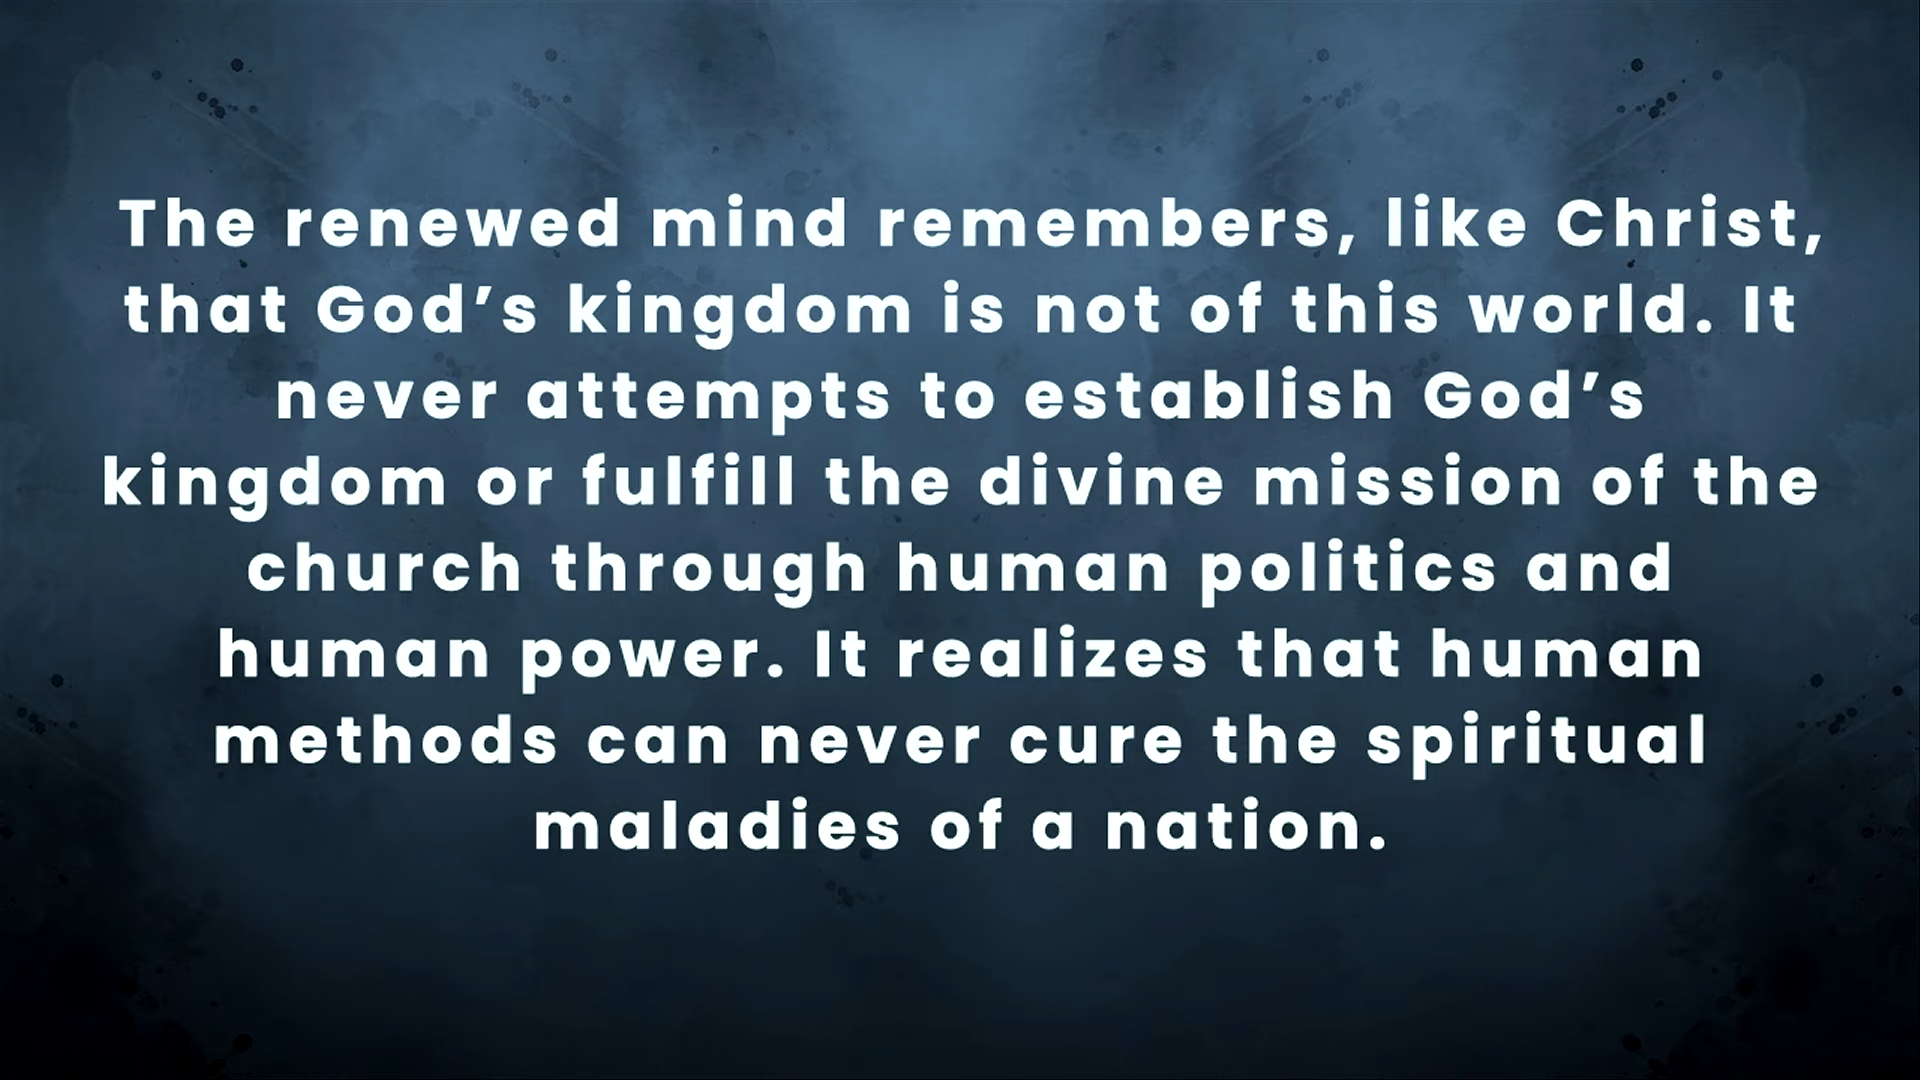 The renewed mind remembers, like Christ,
that God’s kingdom is not of this world. It
never attempts to establish God’s
kingdom or fulfill the divine mission of the
church through human politics and
human power. It realizes that human
methods can never cure the spiritual
maladies of a nation.